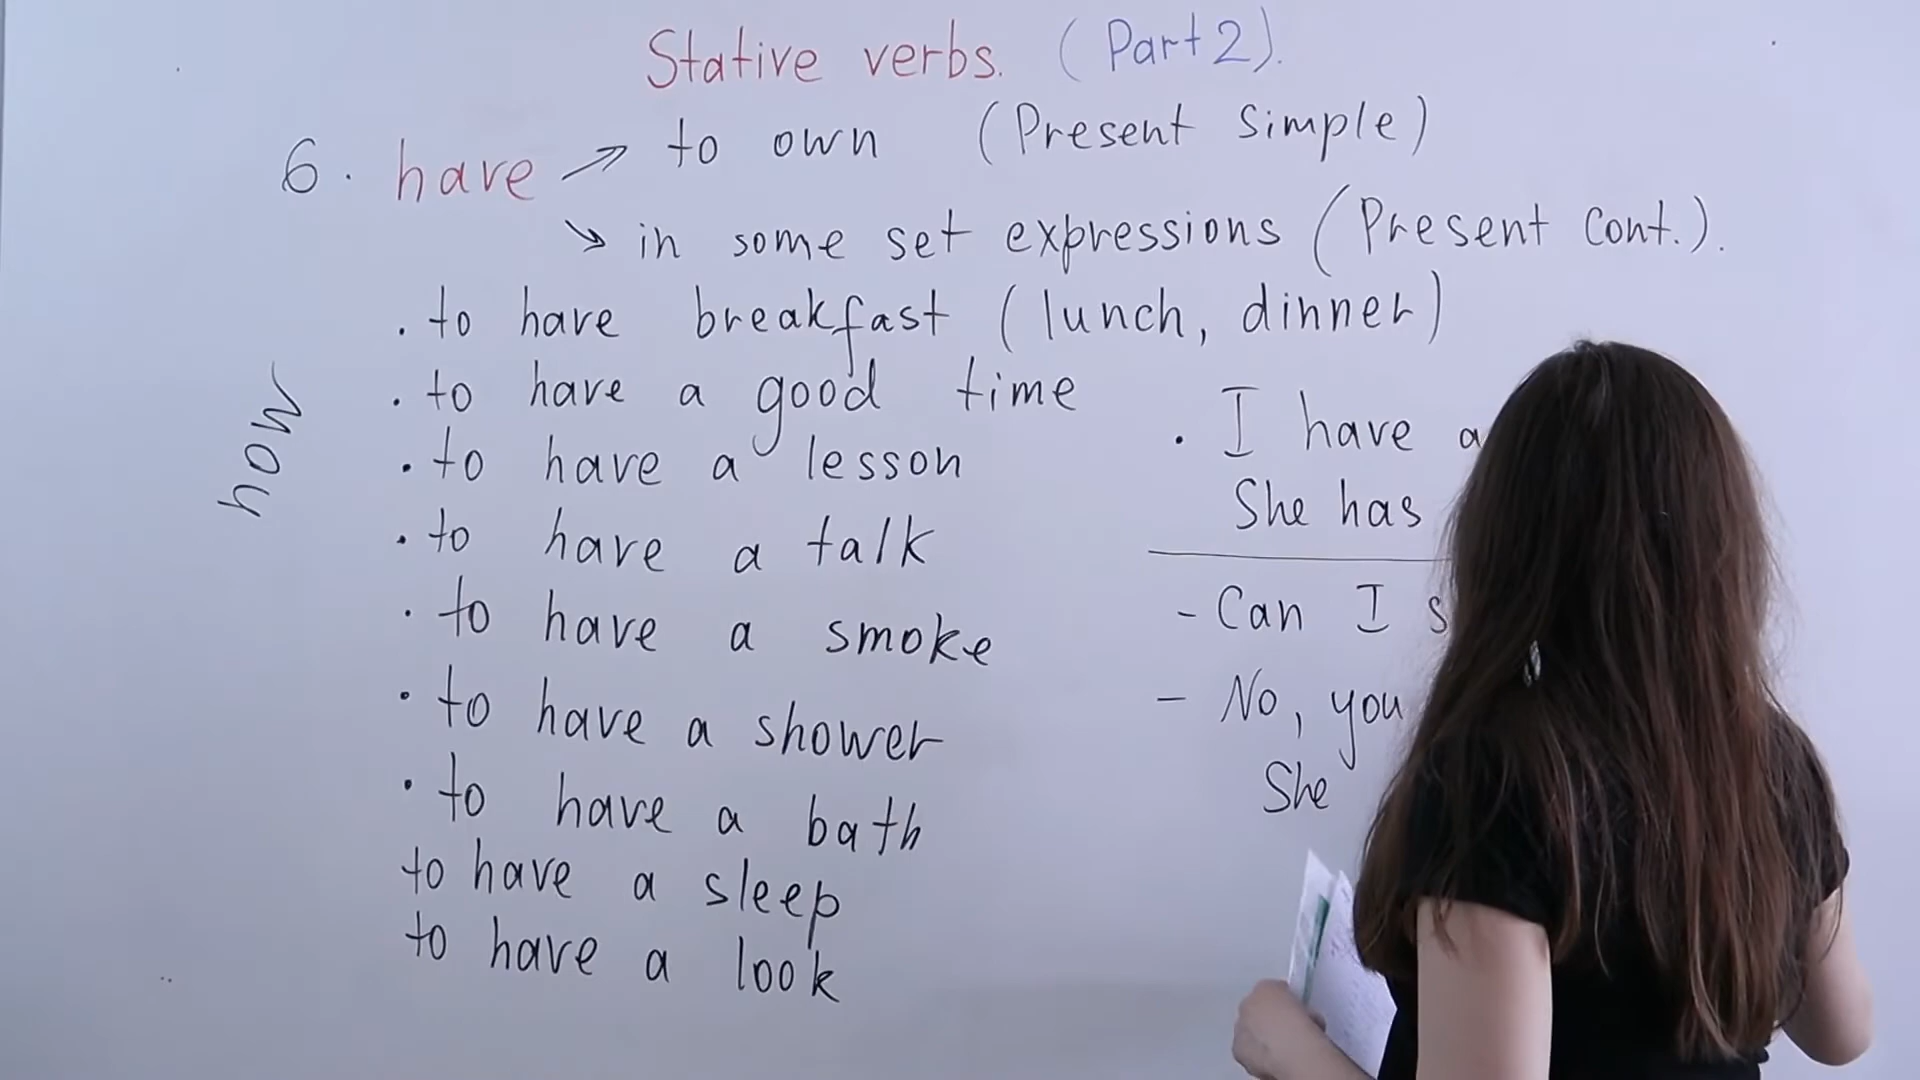 Stative verbs. (Part 2).
6. have ↗ to own (Present Simple)
↘ in some set expressions (Present Cont.).
. to have breakfast (lunch, dinner)
. to have a good time
. to have a lesson
. to have a talk
. to have a smoke
. to have a shower
. to have a bath
to have a sleep
to have a look
how
. I have a
She has
- Can I s
- No, you
She